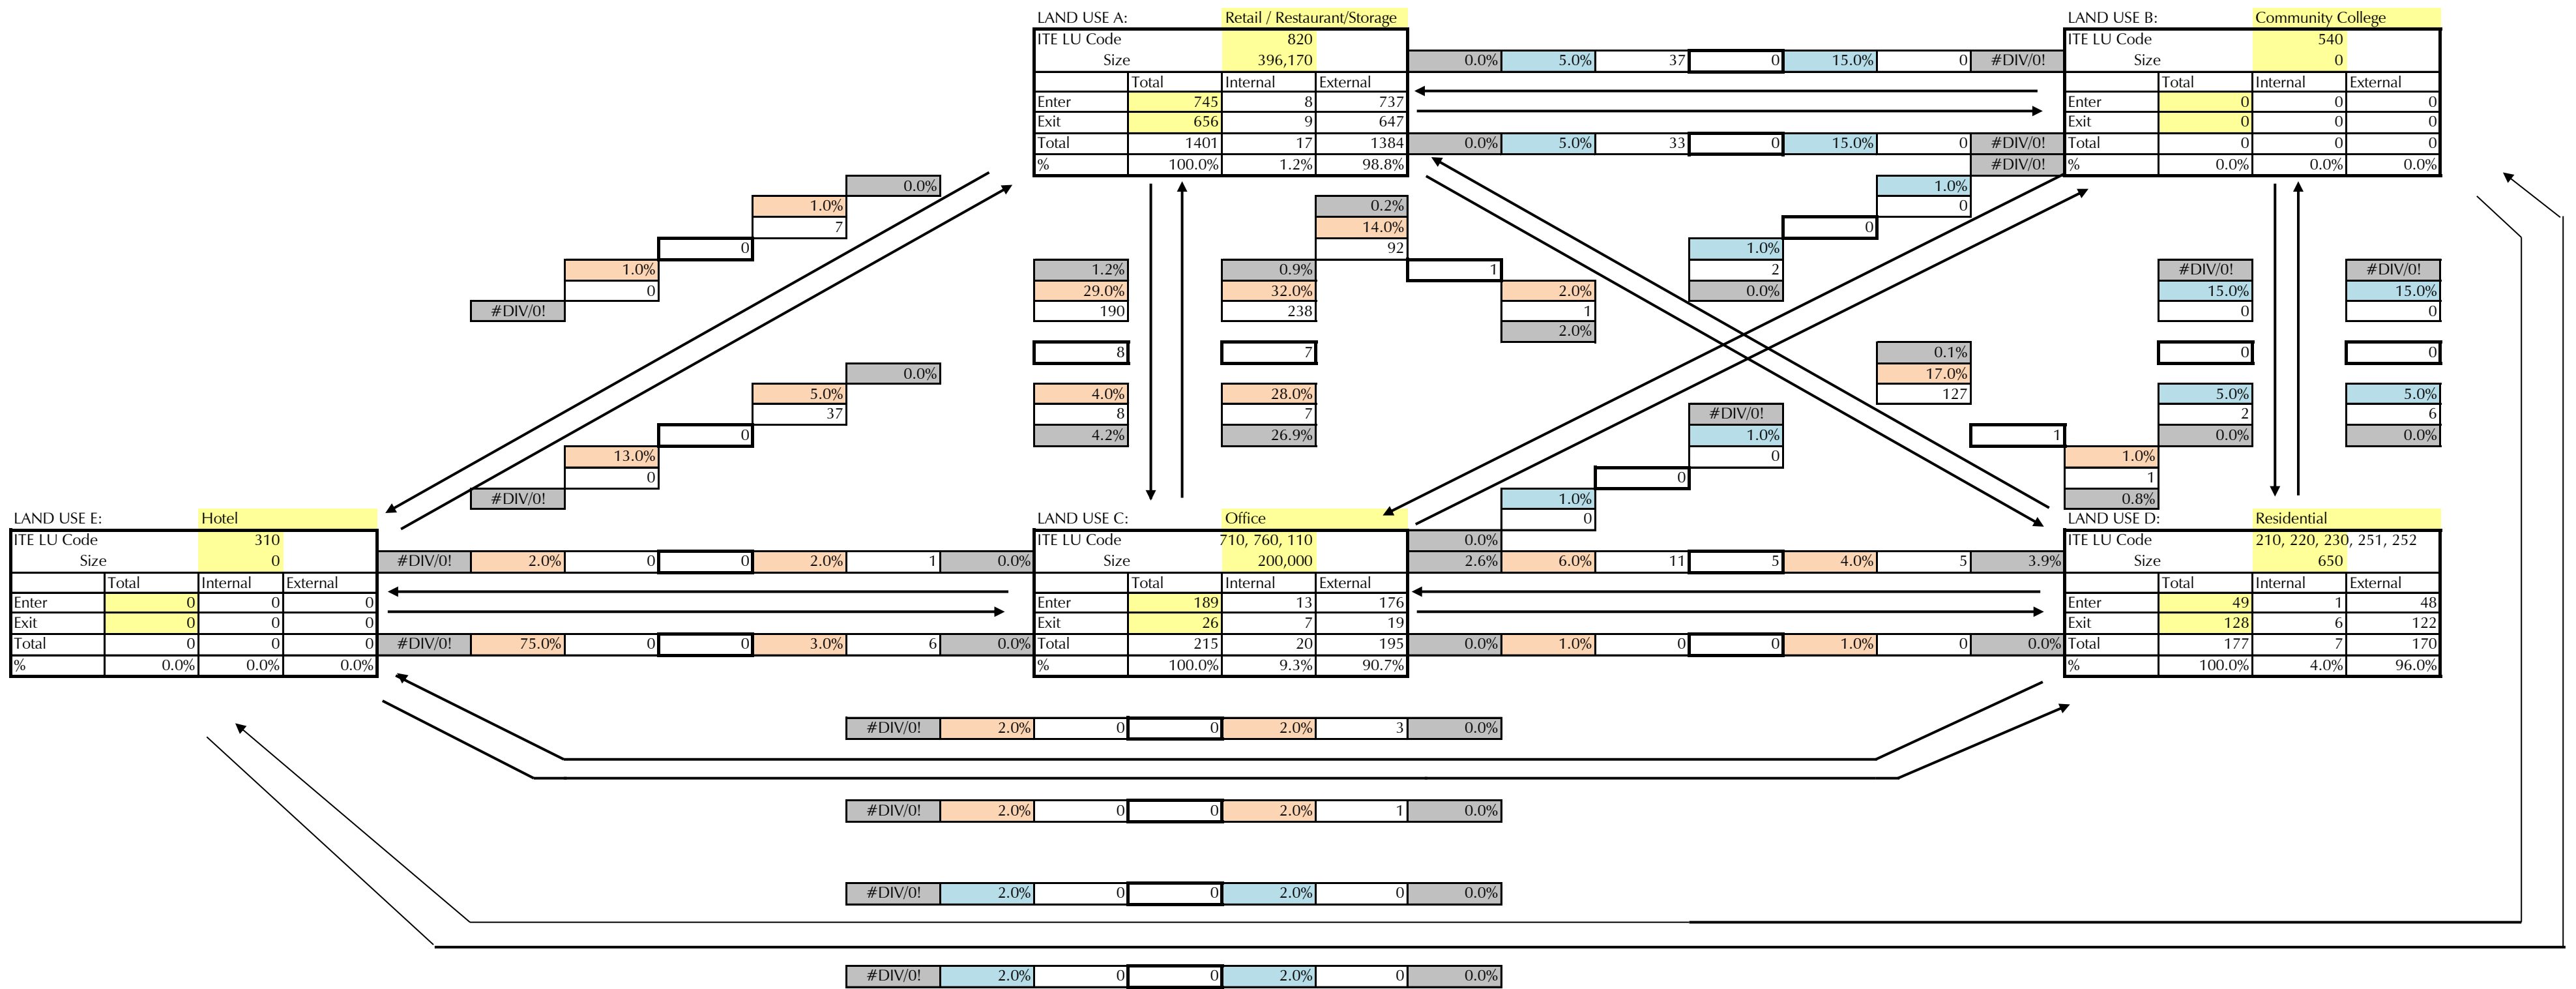 LAND USE A: Retail / Restaurant/Storage LAND USE B: Community College
ITE LU Code 820 ITE LU Code 540
Size 396,170 0.0% 5.0% 37 0 15.0% 0 #DIV/0! Size 0
Total Internal External Total Internal External
Enter 745 8 737 Enter 0 0 0
Exit 656 9 647 Exit 0 0 0
Total 1401 17 1384 0.0% 5.0% 33 0 15.0% 0 #DIV/0! Total 0 0 0
% 100.0% 1.2% 98.8% #DIV/0! % 0.0% 0.0% 0.0%
0.0% 1.0%
1.0% 0.2% 0
7 14.0% 0
0 92 1.0%
1.0% 1.2% 0.9% 1 2 #DIV/0! #DIV/0!
0 29.0% 32.0% 2.0% 0.0% 15.0% 15.0%
#DIV/0! 190 238 1 0 0
2.0%
8 7 0.1% 0 0
0.0% 17.0%
5.0% 4.0% 28.0% 127 5.0% 5.0%
37 8 7 #DIV/0! 2 6
0 4.2% 26.9% 1.0% 1 0.0% 0.0%
13.0% 0 1.0%
0 0 1
#DIV/0! 1.0% 0.8%
LAND USE E: Hotel LAND USE C: Office 0 LAND USE D: Residential
ITE LU Code 310 ITE LU Code 710, 760, 110 0.0% ITE LU Code 210, 220, 230, 251, 252
Size 0 #DIV/0! 2.0% 0 0 2.0% 1 0.0% Size 200,000 2.6% 6.0% 11 5 4.0% 5 3.9% Size 650
Total Internal External Total Internal External Total Internal External
Enter 0 0 0 Enter 189 13 176 Enter 49 1 48
Exit 0 0 0 Exit 26 7 19 Exit 128 6 122
Total 0 0 0 #DIV/0! 75.0% 0 0 3.0% 6 0.0% Total 215 20 195 0.0% 1.0% 0 0 1.0% 0 0.0% Total 177 7 170
% 0.0% 0.0% 0.0% % 100.0% 9.3% 90.7% % 100.0% 4.0% 96.0%
#DIV/0! 2.0% 0 0 2.0% 3 0.0%
#DIV/0! 2.0% 0 0 2.0% 1 0.0%
#DIV/0! 2.0% 0 0 2.0% 0 0.0%
#DIV/0! 2.0% 0 0 2.0% 0 0.0%